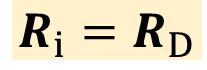 R_i = R_D